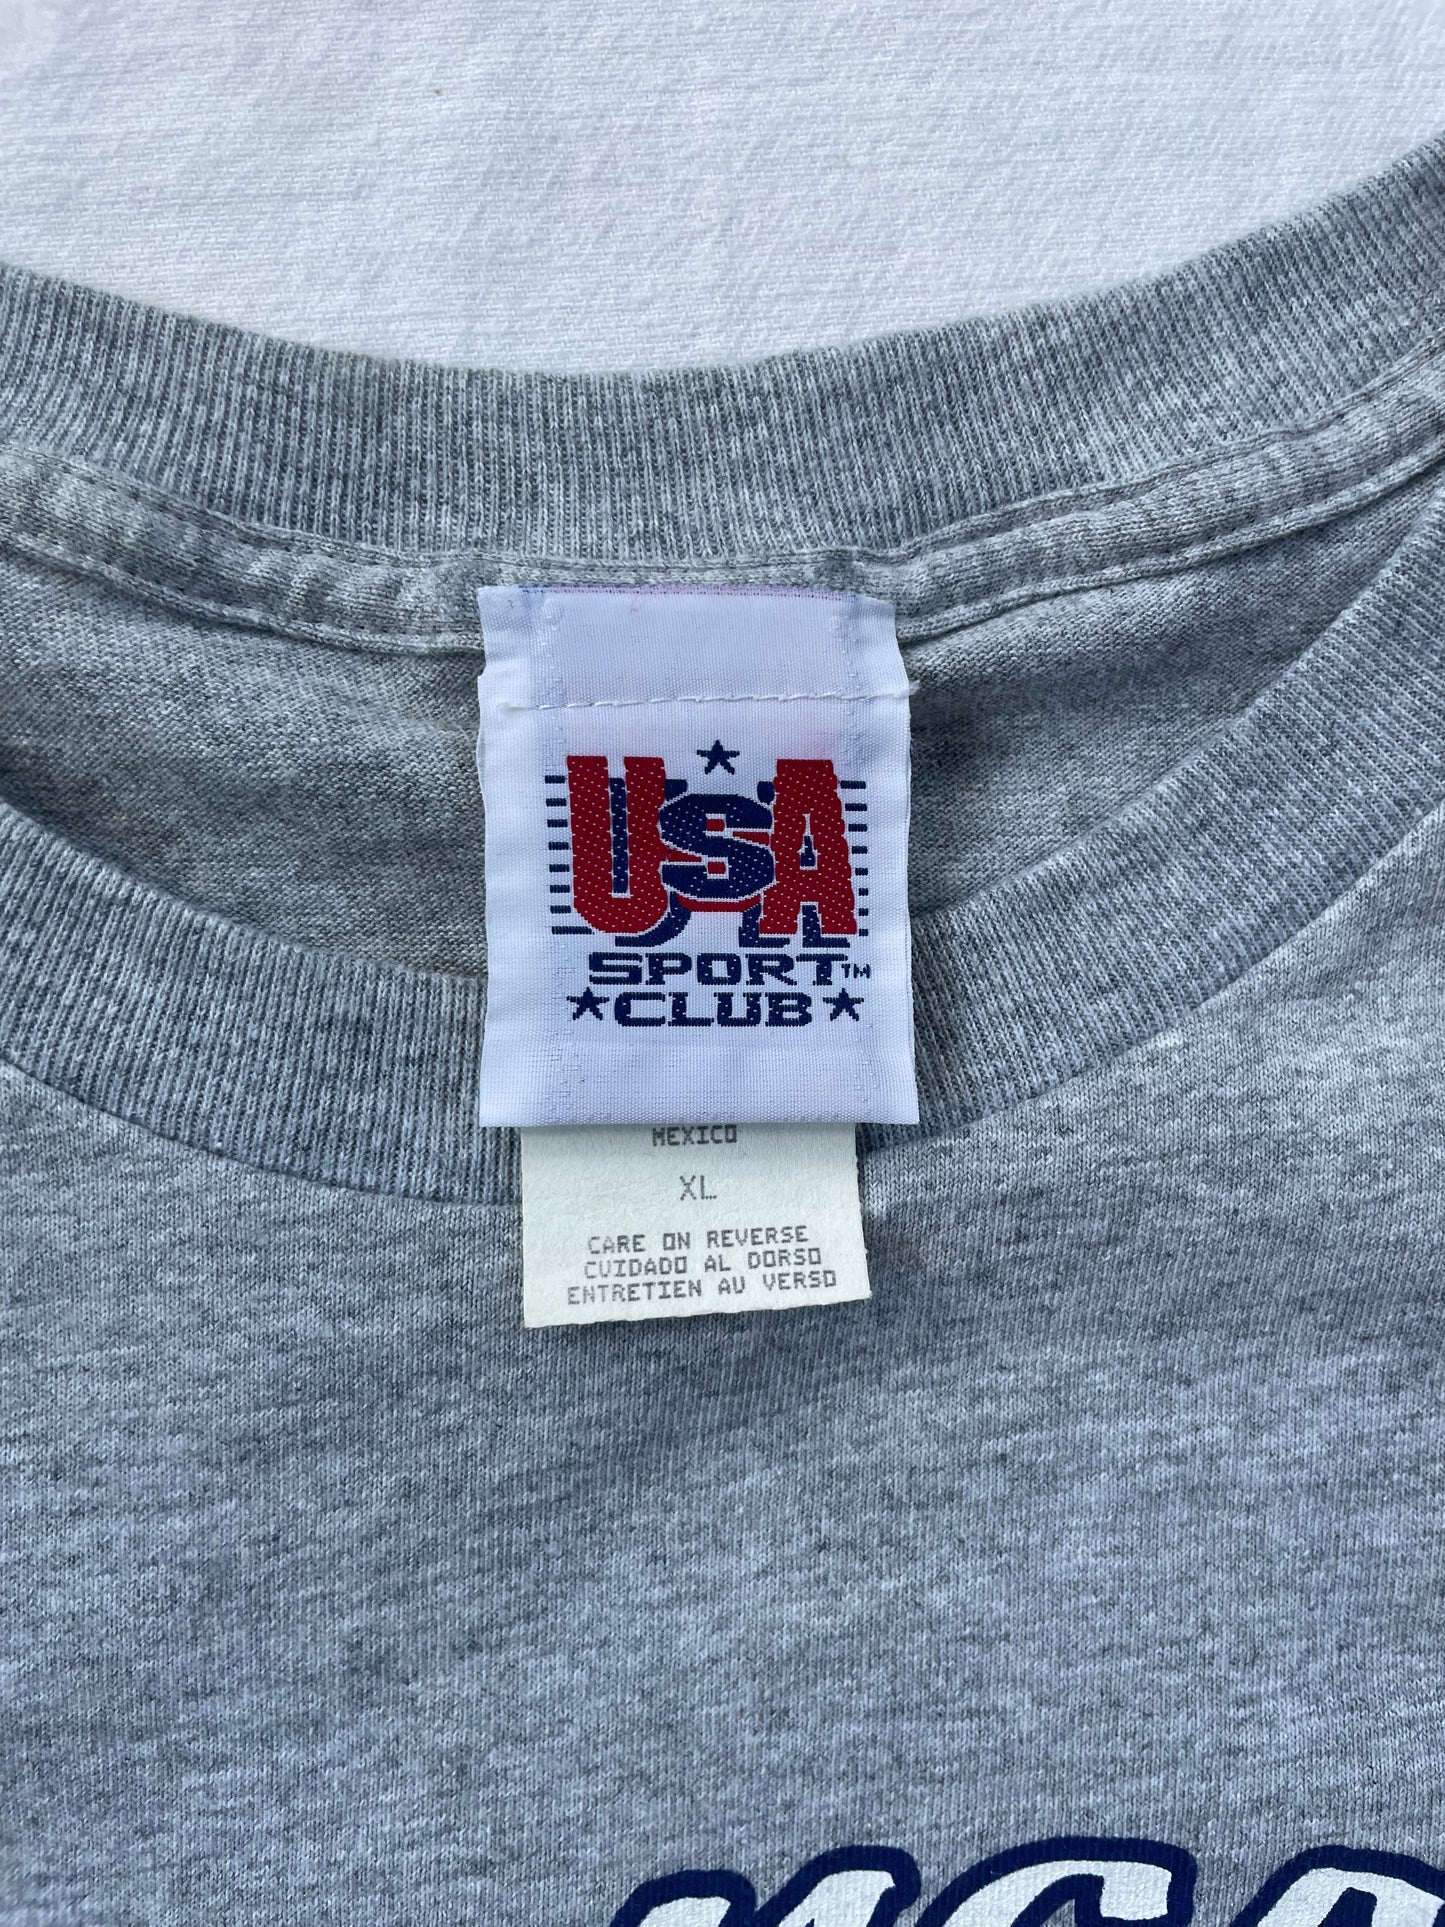 USA
SPORT™
CLUB
MEXICO
XL
CARE ON REVERSE
CUIDADO AL DORSO
ENTRETIEN AU VERSO